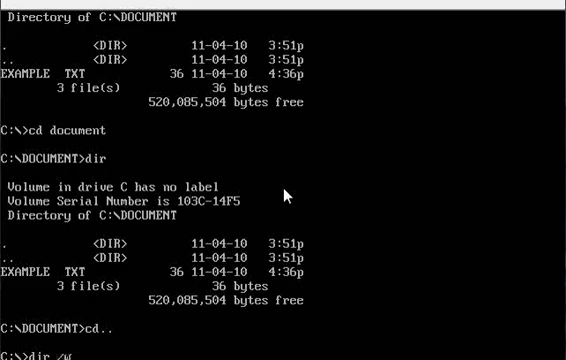 Directory of C:\DOCUMENT
. <DIR> 11-04-10 3:51p
.. <DIR> 11-04-10 3:51p
EXAMPLE TXT 36 11-04-10 4:36p
3 file(s) 36 bytes
520,085,504 bytes free
C:\>cd document
C:\DOCUMENT>dir
Volume in drive C has no label
Volume Serial Number is 103C-14F5
Directory of C:\DOCUMENT
. <DIR> 11-04-10 3:51p
.. <DIR> 11-04-10 3:51p
EXAMPLE TXT 36 11-04-10 4:36p
3 file(s) 36 bytes
520,085,504 bytes free
C:\DOCUMENT>cd..
C:\>dir /w